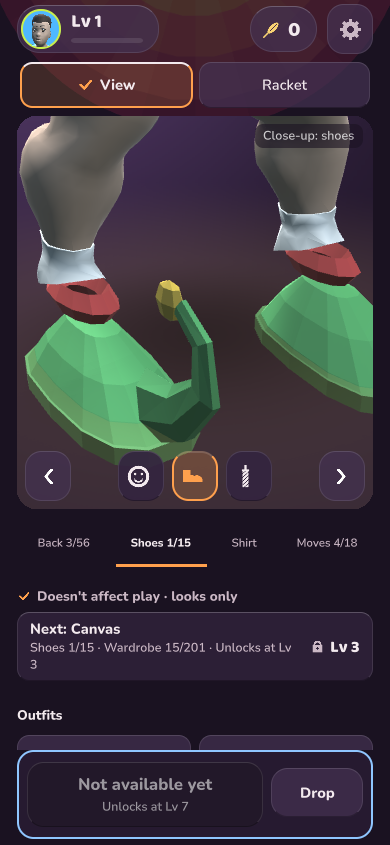 Lv 1
0
View
Racket
Close-up: shoes
Back 3/56
Shoes 1/15
Shirt
Moves 4/18
Doesn't affect play · looks only
Next: Canvas
Shoes 1/15 · Wardrobe 15/201 · Unlocks at Lv
3
Lv 3
Outfits
Not available yet
Unlocks at Lv 7
Drop